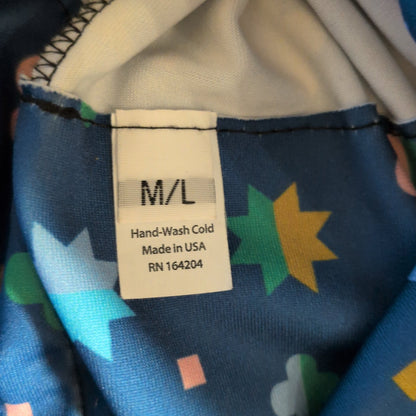 M/L
Hand-Wash Cold
Made in USA
RN 164204